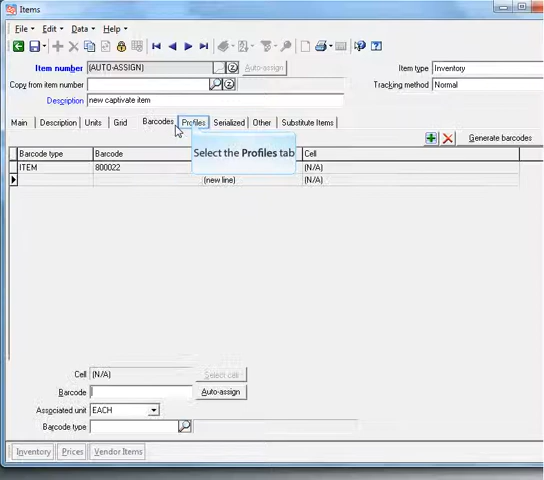 Items
File Edit Data Help
Item number (AUTO-ASSIGN) Auto-assign Item type Inventory
Copy from item number Tracking method Normal
Description new captivate item
Main Description Units Grid Barcodes Profiles Serialized Other Substitute Items
Generate barcodes
Select the Profiles tab
Barcode type Barcode Cell
ITEM 800022 (N/A)
(new line) (N/A)
Cell (N/A) Select cell
Barcode Auto-assign
Associated unit EACH
Barcode type
Inventory Prices Vendor Items